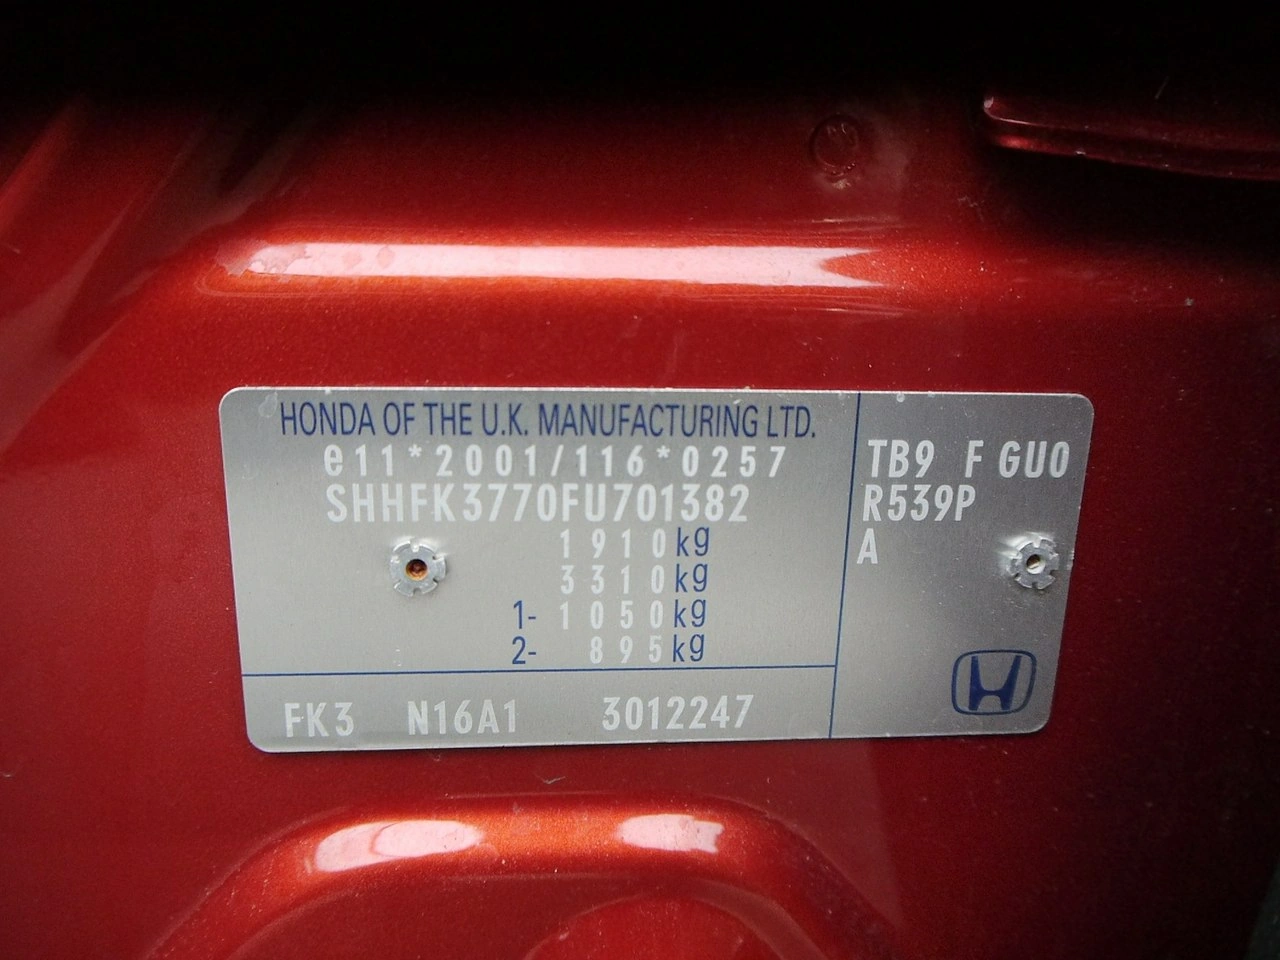 HONDA OF THE U.K. MANUFACTURING LTD.
e11*2001/116*0257
SHHFK3770FU701382
1910kg
3310kg
1- 1050kg
2- 895kg
FK3 N16A1 3012247
TB9 F GU0
R539P
A